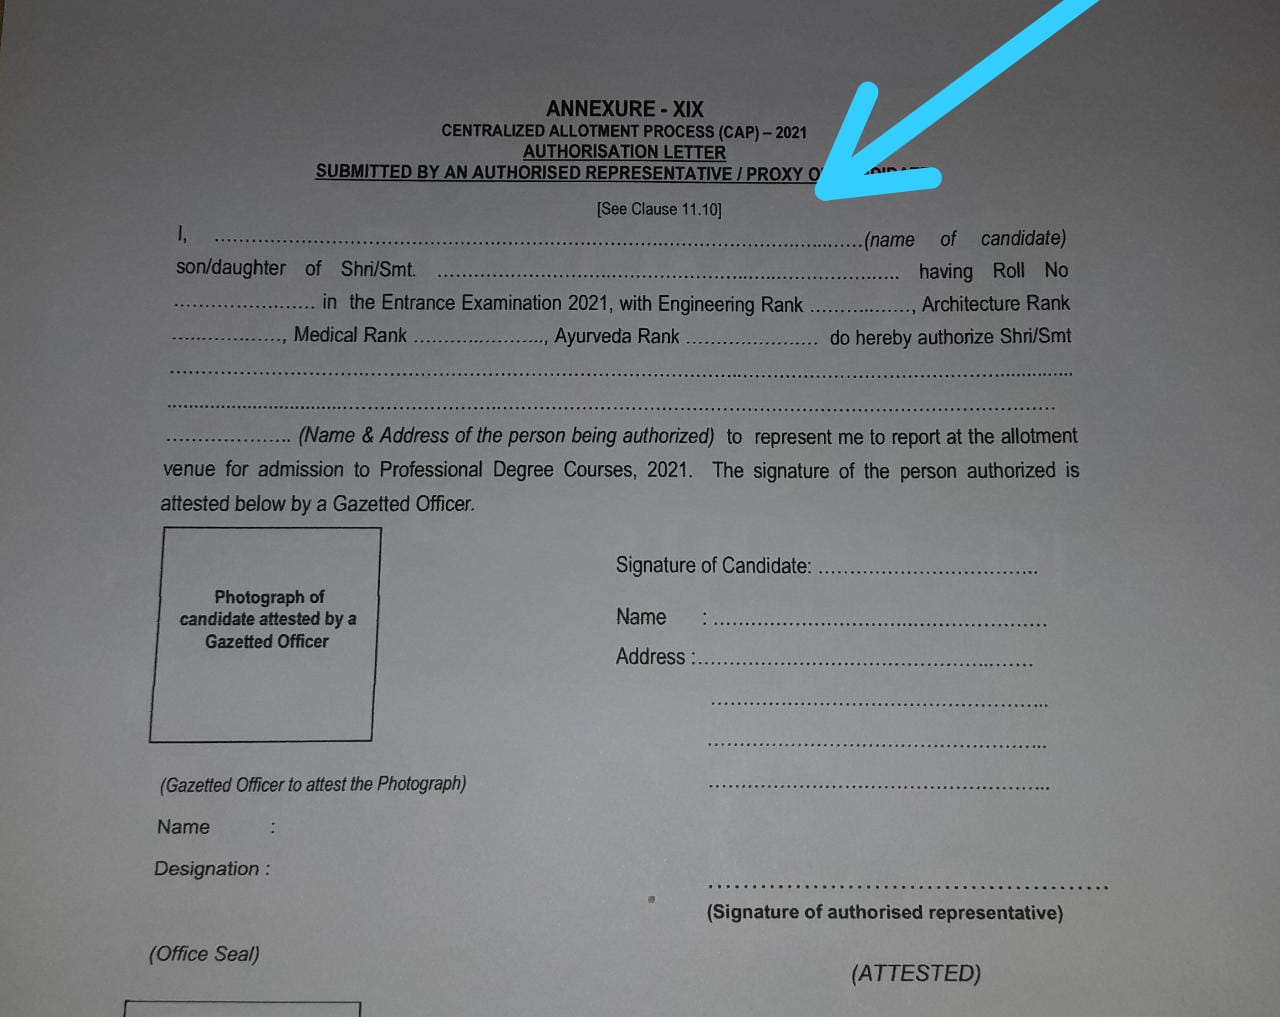 ANNEXURE - XIX
CENTRALIZED ALLOTMENT PROCESS (CAP) – 2021
AUTHORISATION LETTER
SUBMITTED BY AN AUTHORISED REPRESENTATIVE / PROXY
[See Clause 11.10]
I, ........................................................................................................(name of candidate)
son/daughter of Shri/Smt. .............................................................................. having Roll No
........................ in the Entrance Examination 2021, with Engineering Rank ................., Architecture Rank
..................., Medical Rank ......................, Ayurveda Rank ...................... do hereby authorize Shri/Smt
......................................................................................................................................................
...................................................................................................................................................
..................... (Name & Address of the person being authorized) to represent me to report at the allotment
venue for admission to Professional Degree Courses, 2021. The signature of the person authorized is
attested below by a Gazetted Officer.
Photograph of
candidate attested by a
Gazetted Officer
Signature of Candidate: .....................................
Name : ........................................................
Address :........................................................
.........................................................
.........................................................
.........................................................
(Gazetted Officer to attest the Photograph)
Name :
Designation :
...............................................
(Signature of authorised representative)
(Office Seal)
(ATTESTED)